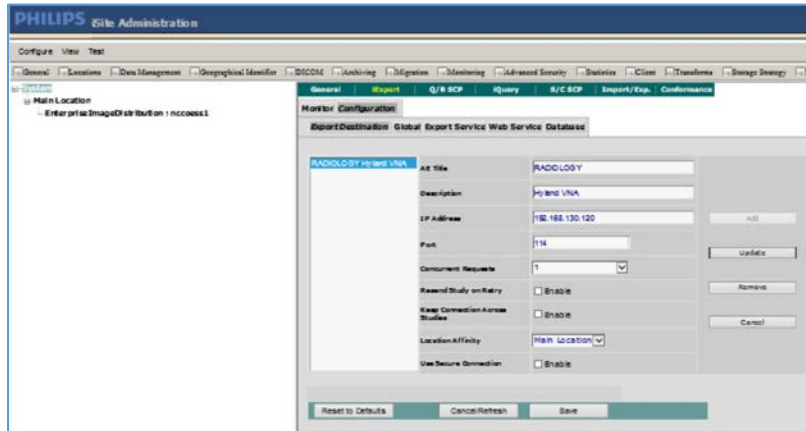 PHILIPS iSite Administration
Configure View Test
General Locations Data Management Geographical Identifier DICOM Archiving Migration Monitoring Advanced Security Statistics Client Transforms Storage Strategy
Main Location
EnterpriseImageDistribution : nccoess1
General iExport Q/R SCP iQuery S/C SCP Import/Exp. Conformance
Monitor Configuration
Export Destination Global Export Service Web Service Database
RADIOLOGY Hyland VNA
AE Title RADIOLOGY
Description Hyland VNA
IP Address 192.168.130.120
Add
Port 114
Update
Concurrent Requests 1
Resend Study on Retry Enable
Remove
Keep Connection Across Studies Enable
Cancel
Location Affinity Main Location
Use Secure Connection Enable
Reset to Defaults Cancel/Refresh Save